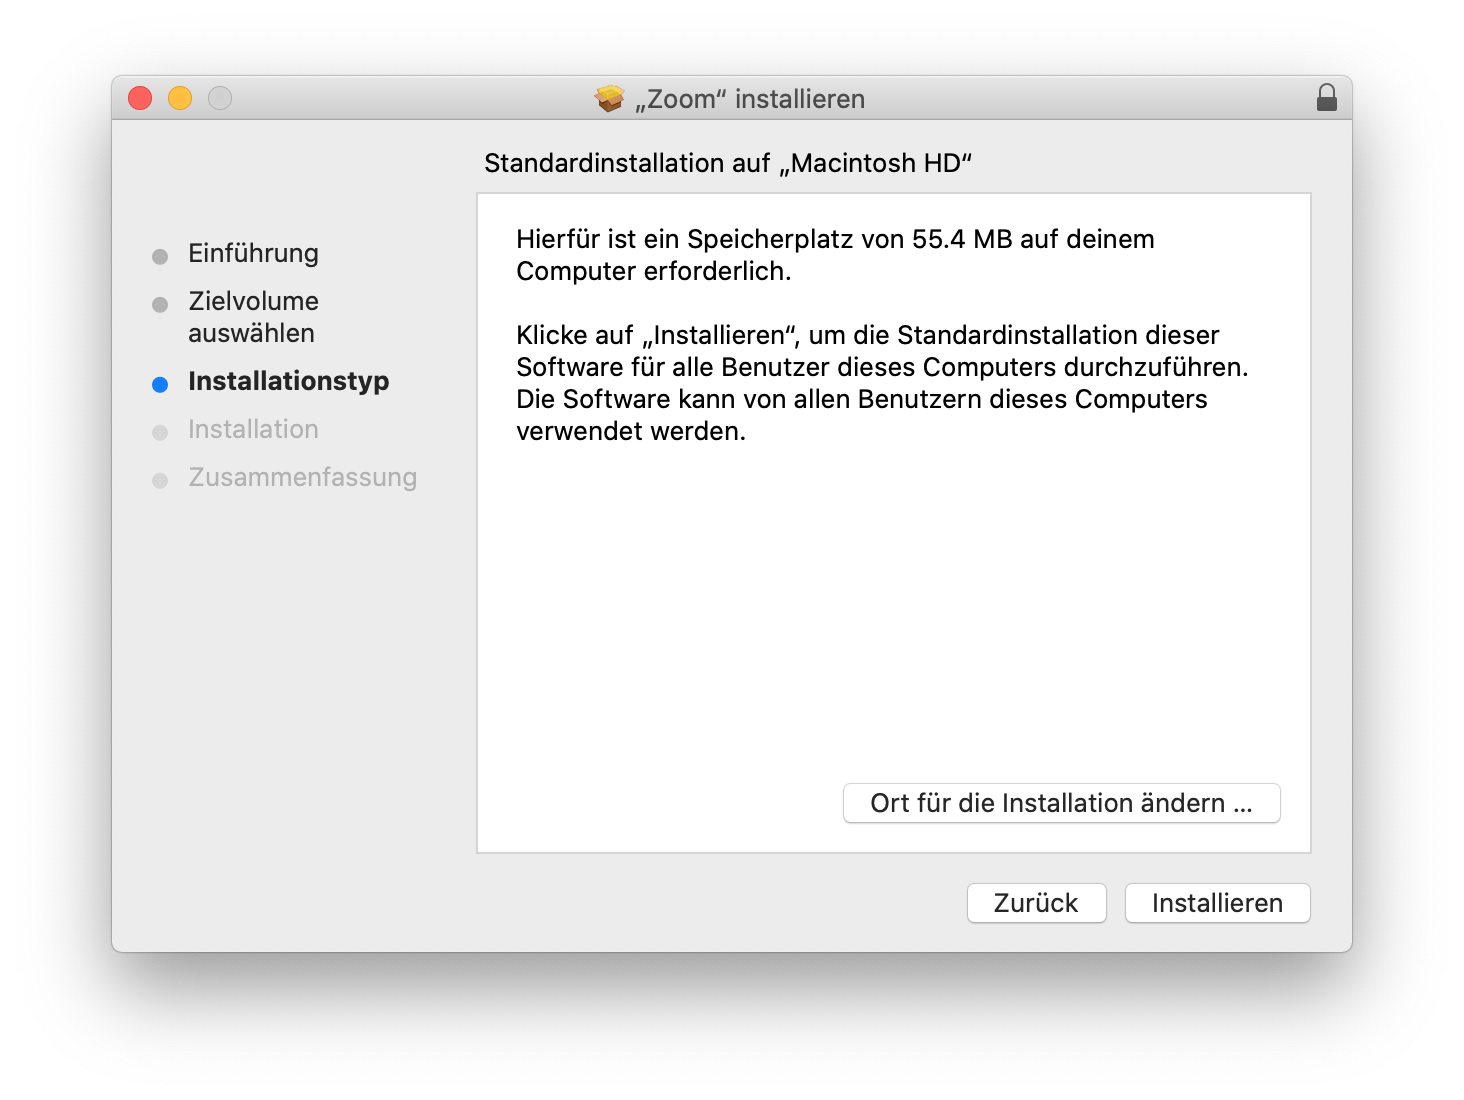 „Zoom“ installieren
Standardinstallation auf „Macintosh HD“
Einführung
Zielvolume
auswählen
Installationstyp
Installation
Zusammenfassung
Hierfür ist ein Speicherplatz von 55.4 MB auf deinem
Computer erforderlich.
Klicke auf „Installieren“, um die Standardinstallation dieser
Software für alle Benutzer dieses Computers durchzuführen.
Die Software kann von allen Benutzern dieses Computers
verwendet werden.
Ort für die Installation ändern ...
Zurück
Installieren